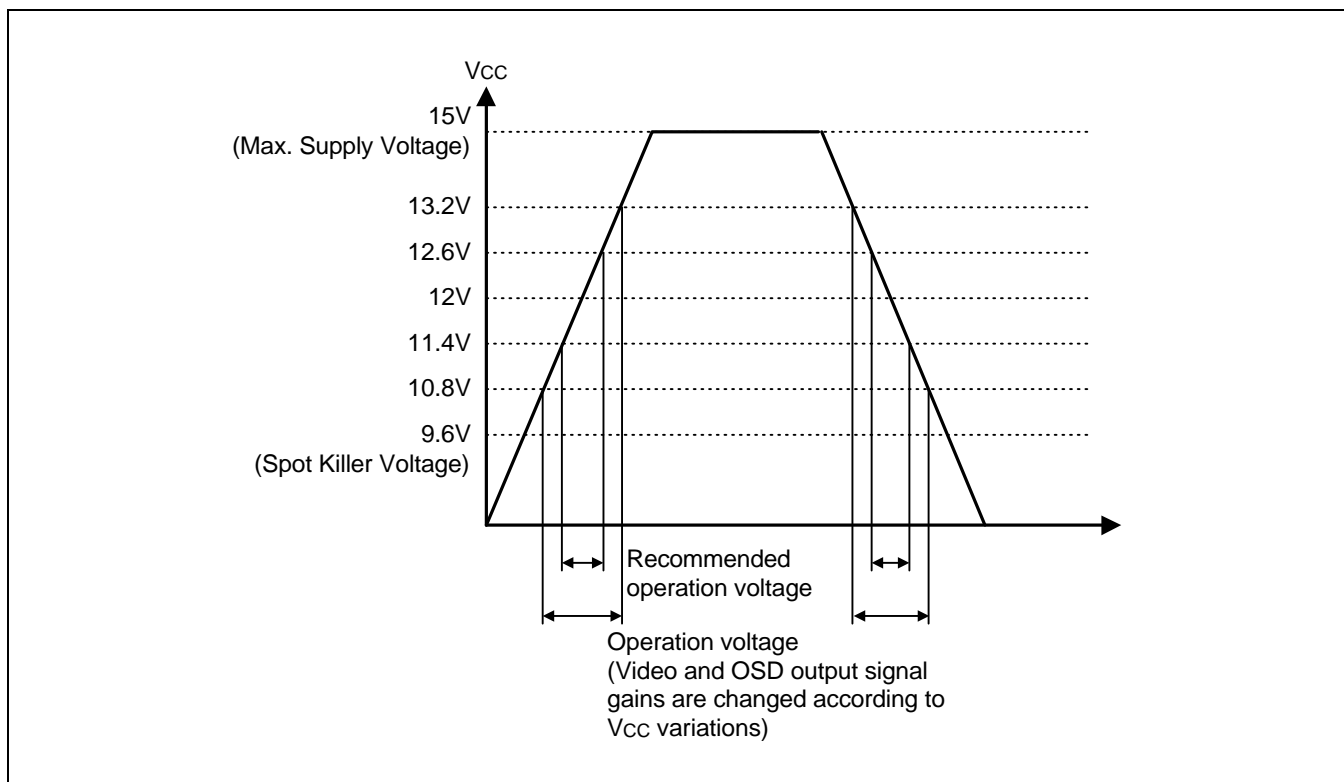 VCC
15V
(Max. Supply Voltage)
13.2V
12.6V
12V
11.4V
10.8V
9.6V
(Spot Killer Voltage)
Recommended
operation voltage
Operation voltage
(Video and OSD output signal
gains are changed according to
VCC variations)